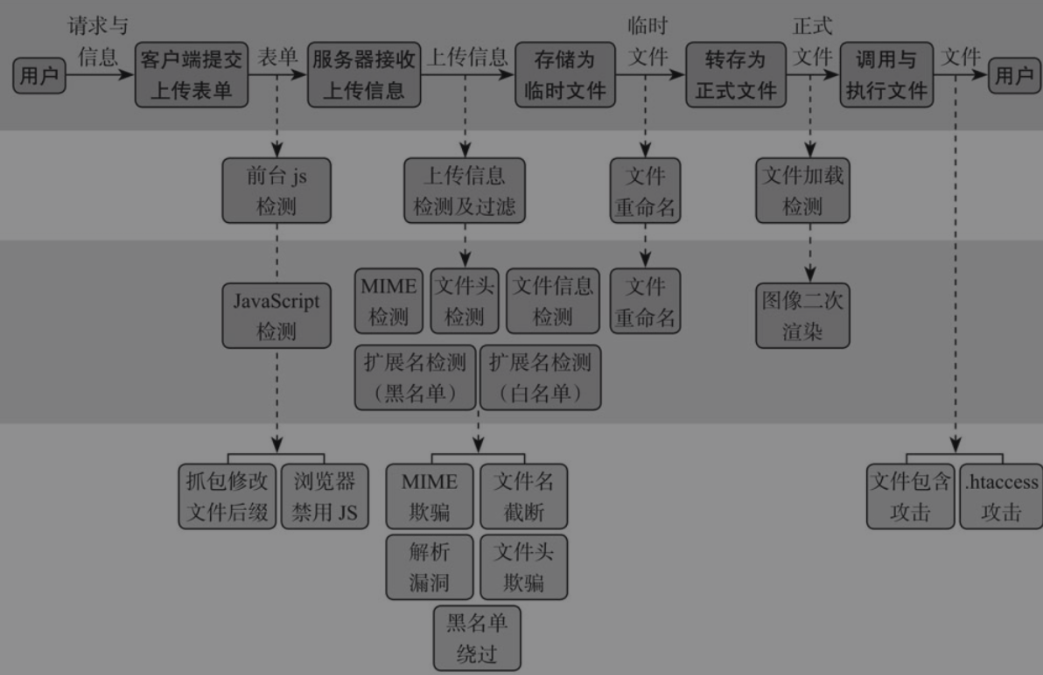 请求与
信息
临时
文件
正式
文件
用户
客户端提交
上传表单
表单
服务器接收
上传信息
上传信息
存储为
临时文件
转存为
正式文件
调用与
执行文件
文件
用户
前台 js
检测
上传信息
检测及过滤
文件
重命名
文件加载
检测
JavaScript
检测
MIME
检测
文件头
检测
文件信息
检测
文件
重命名
图像二次
渲染
扩展名检测
（黑名单）
扩展名检测
（白名单）
抓包修改
文件后缀
浏览器
禁用 JS
MIME
欺骗
文件名
截断
文件包含
攻击
.htaccess
攻击
解析
漏洞
文件头
欺骗
黑名单
绕过